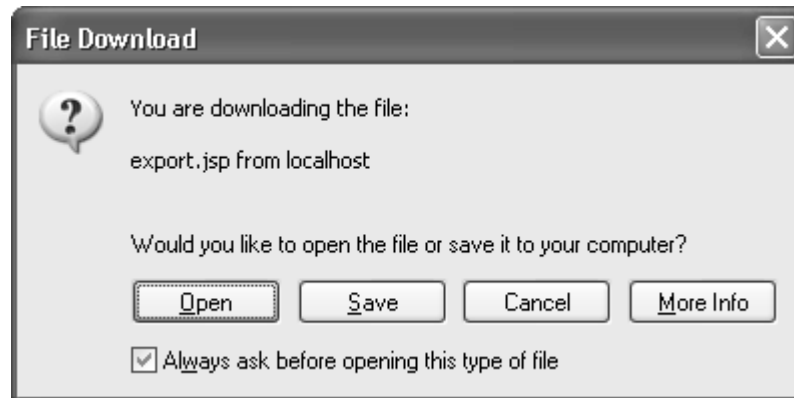 File Download
You are downloading the file:
export.jsp from localhost
Would you like to open the file or save it to your computer?
Open Save Cancel More Info
Always ask before opening this type of file